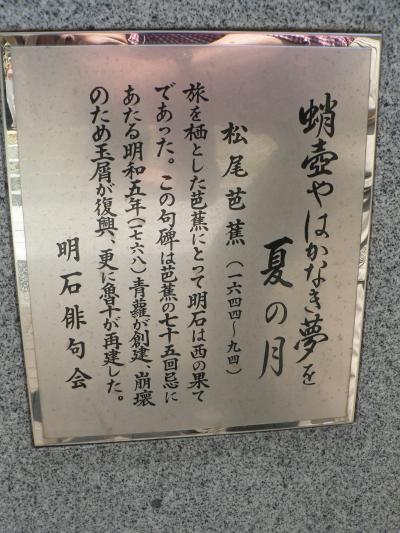 蛸壺やはかなき夢を
夏の月
松尾芭蕉（一六四四〜九四）
旅を栖とした芭蕉にとって明石は西の果て
であった。この句碑は芭蕉の七十五回忌に
あたる明和五年（一七六八）青蘿が創建、崩壊
のため玉屑が復興、更に魯十が再建した。
明石俳句会